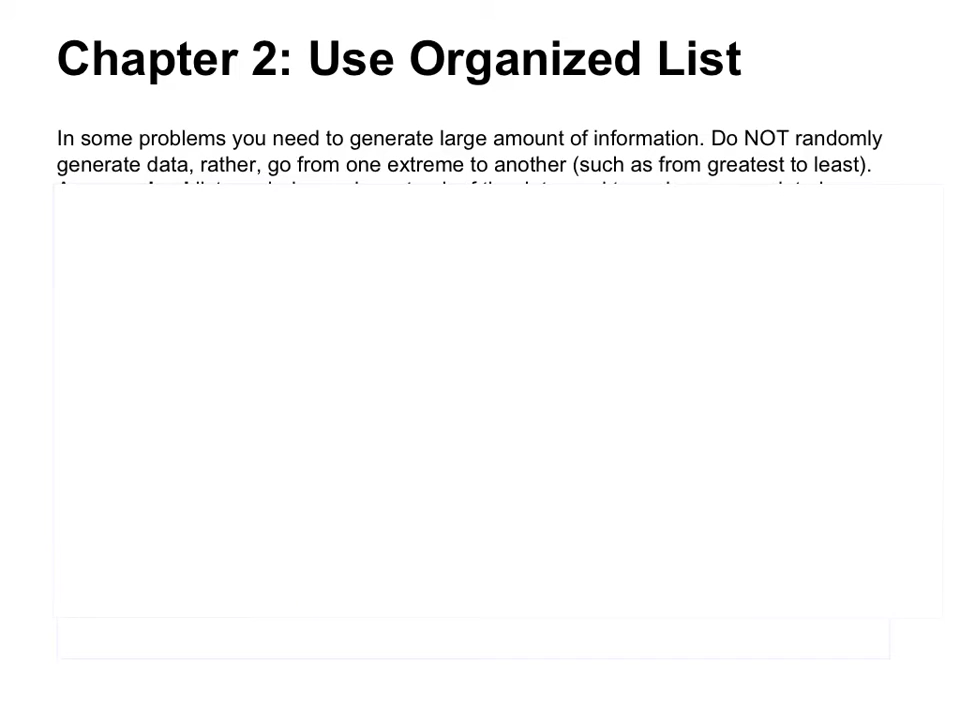 Chapter 2: Use Organized List
In some problems you need to generate large amount of information. Do NOT randomly
generate data, rather, go from one extreme to another (such as from greatest to least).